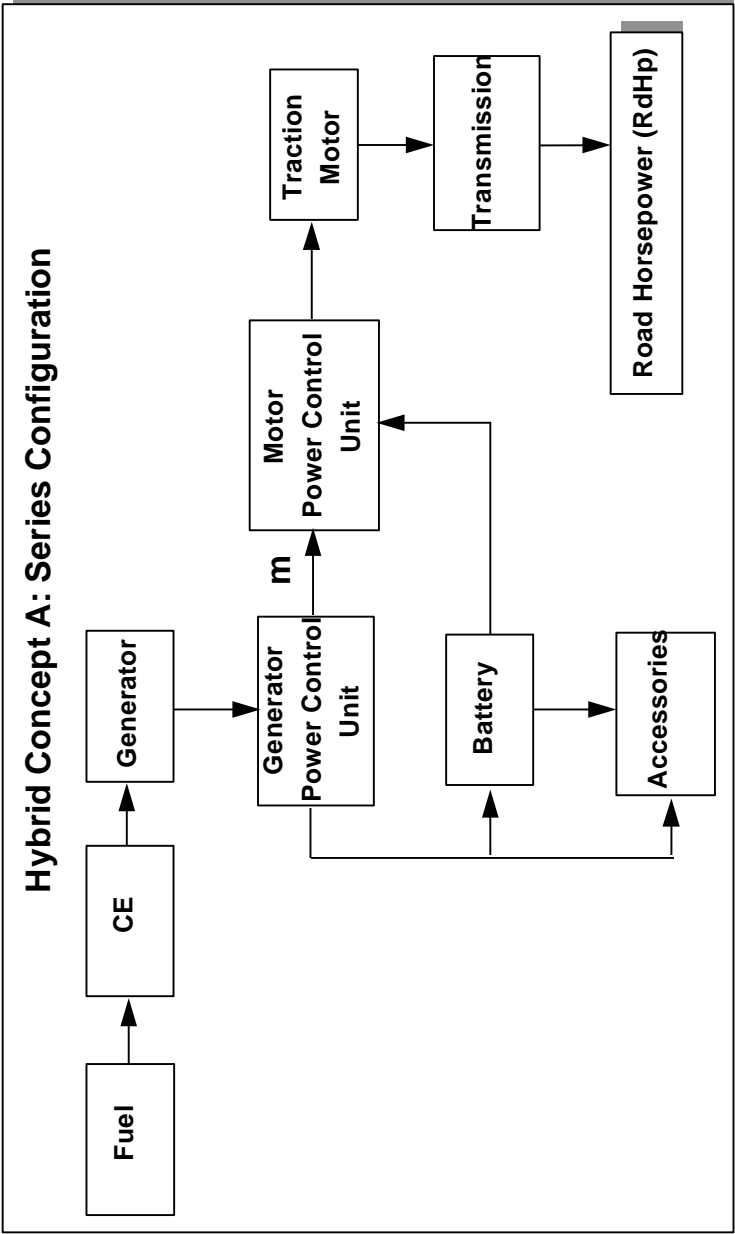 Hybrid Concept A: Series Configuration
Fuel
CE
Generator
Generator
Power Control
Unit
m
Motor
Power Control
Unit
Traction
Motor
Battery
Transmission
Accessories
Road Horsepower (RdHp)